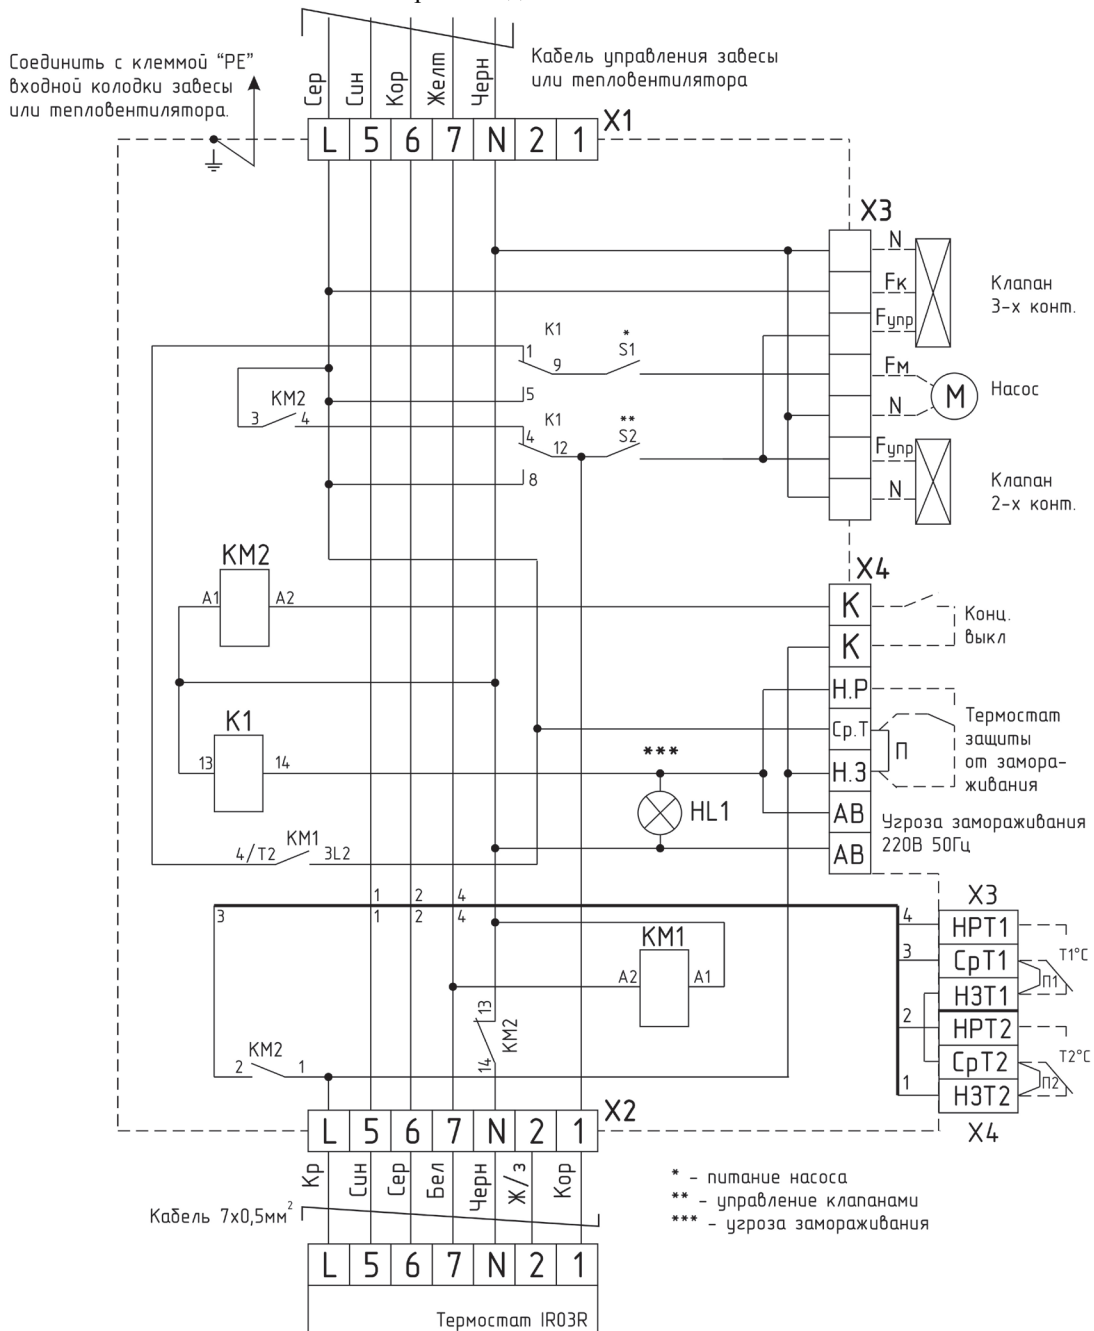 Соединить с клеммой “PE”
входной колодки завесы
или тепловентилятора.
Сер
Син
Кор
Желт
Черн
Кабель управления завесы
или тепловентилятора
L 5 6 7 N 2 1
X1
X3
N
Fк
Fупр
Клапан
3-х конт.
Fм
M
Насос
N
Fупр
N
Клапан
2-х конт.
K1
1
9
*
S1
5
KM2
3
4
K1
4
12
**
S2
8
KM2
A1
A2
X4
K
Конц.
выкл
K
Н.Р
Ср.Т
П
Термостат
защиты
от замора-
живания
Н.З
AB
Угроза замораживания
220В 50Гц
AB
K1
13
14
***
HL1
4/T2
KM1
3L2
1
2
4
3
1
2
4
KM1
A2
A1
13
KM2
14
KM2
2
1
X3
4
НРТ1
3
СрТ1
T1°C
П1
НЗТ1
2
НРТ2
СрТ2
T2°C
П2
1
НЗТ2
X4
L 5 6 7 N 2 1
X2
Кр
Син
Сер
Бел
Черн
Ж/з
Кор
Кабель 7х0,5мм²
* - питание насоса
** - управление клапанами
*** - угроза замораживания
L 5 6 7 N 2 1
Термостат IR03R